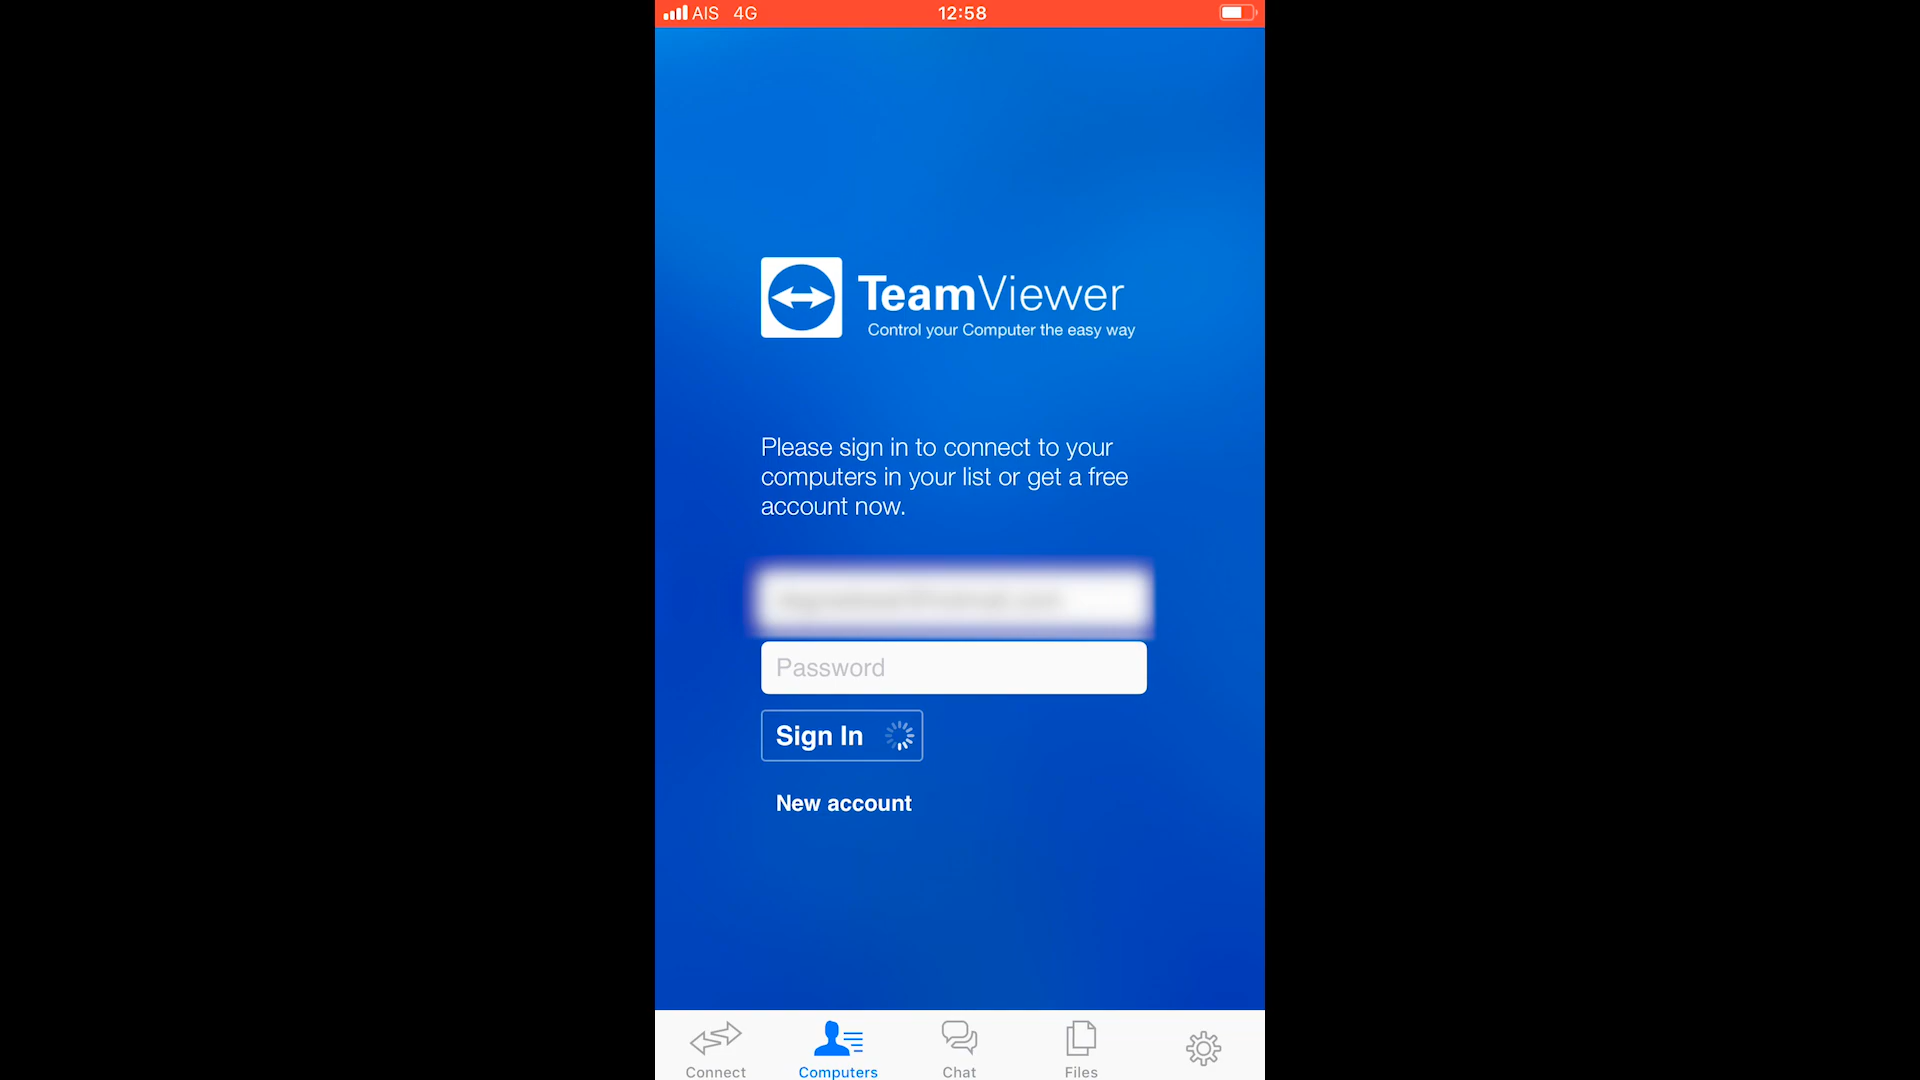 AIS 4G 12:58
TeamViewer
Control your Computer the easy way
Please sign in to connect to your
computers in your list or get a free
account now.
Password
Sign In
New account
Connect Computers Chat Files